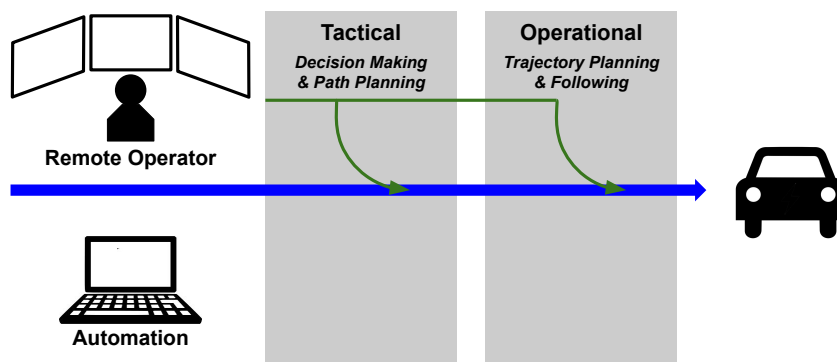 Tactical
Decision Making
& Path Planning
Operational
Trajectory Planning
& Following
Remote Operator
Automation